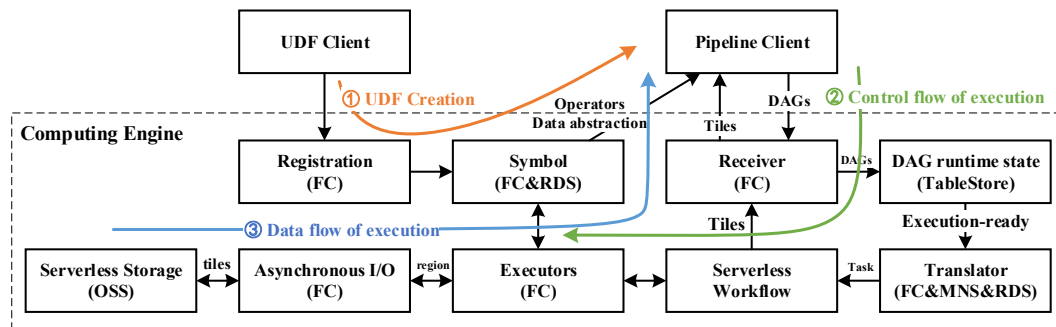 UDF Client
Pipeline Client
① UDF Creation
Operators
Data abstraction
DAGs
② Control flow of execution
Computing Engine
Tiles
Registration
(FC)
Symbol
(FC&RDS)
Receiver
(FC)
DAGs
DAG runtime state
(TableStore)
③ Data flow of execution
Tiles
Execution-ready
Serverless Storage
(OSS)
tiles
Asynchronous I/O
(FC)
region
Executors
(FC)
Serverless
Workflow
Task
Translator
(FC&MNS&RDS)